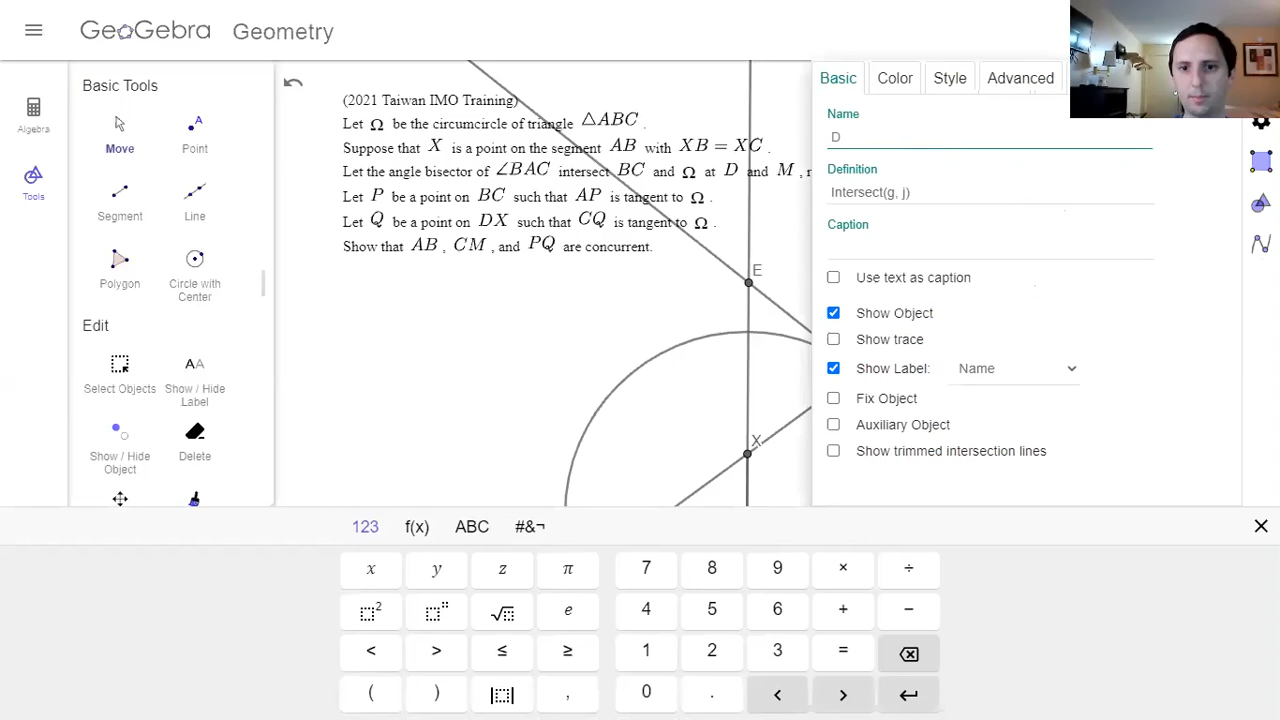 GeoGebra Geometry
Basic Tools
Move
Point
Segment
Line
Polygon
Circle with Center
Edit
Select Objects
AA
Show / Hide Label
Show / Hide Object
Delete
Algebra
Tools
(2021 Taiwan IMO Training)
Let Ω be the circumcircle of triangle △ABC .
Suppose that X is a point on the segment AB with XB = XC .
Let the angle bisector of ∠BAC intersect BC and Ω at D and M , r
Let P be a point on BC such that AP is tangent to Ω .
Let Q be a point on DX such that CQ is tangent to Ω .
Show that AB , CM , and PQ are concurrent.
E
X
Basic Color Style Advanced
Name
D
Definition
Intersect(g, j)
Caption
Use text as caption
Show Object
Show trace
Show Label: Name
Fix Object
Auxiliary Object
Show trimmed intersection lines
123 f(x) ABC #&¬
x y z π 7 8 9 × ÷
e 4 5 6 + −
< > ≤ ≥ 1 2 3 =
( ) , 0 . < >